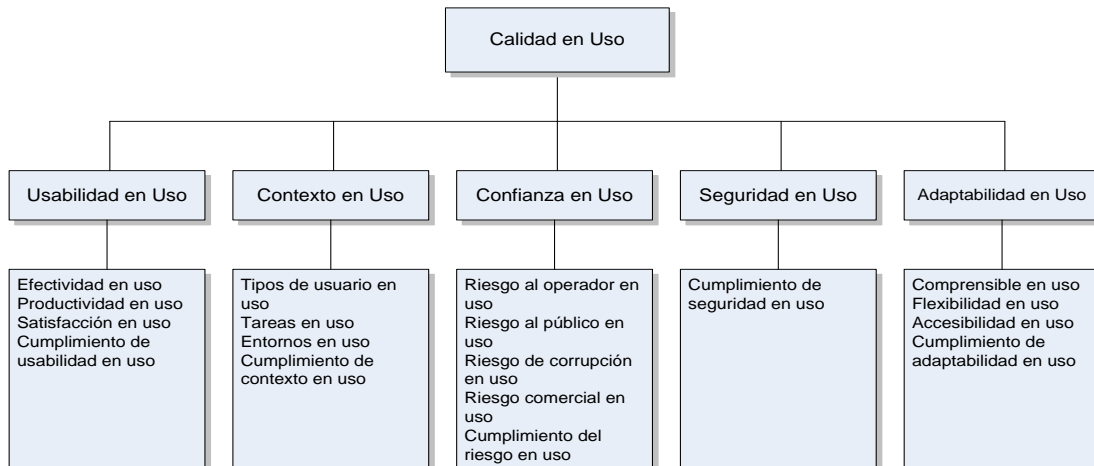 Calidad en Uso
Usabilidad en Uso
Contexto en Uso
Confianza en Uso
Seguridad en Uso
Adaptabilidad en Uso
Efectividad en uso
Productividad en uso
Satisfacción en uso
Cumplimiento de
usabilidad en uso
Tipos de usuario en
uso
Tareas en uso
Entornos en uso
Cumplimiento de
contexto en uso
Riesgo al operador en
uso
Riesgo al público en
uso
Riesgo de corrupción
en uso
Riesgo comercial en
uso
Cumplimiento del
riesgo en uso
Cumplimiento de
seguridad en uso
Comprensible en uso
Flexibilidad en uso
Accesibilidad en uso
Cumplimiento de
adaptabilidad en uso